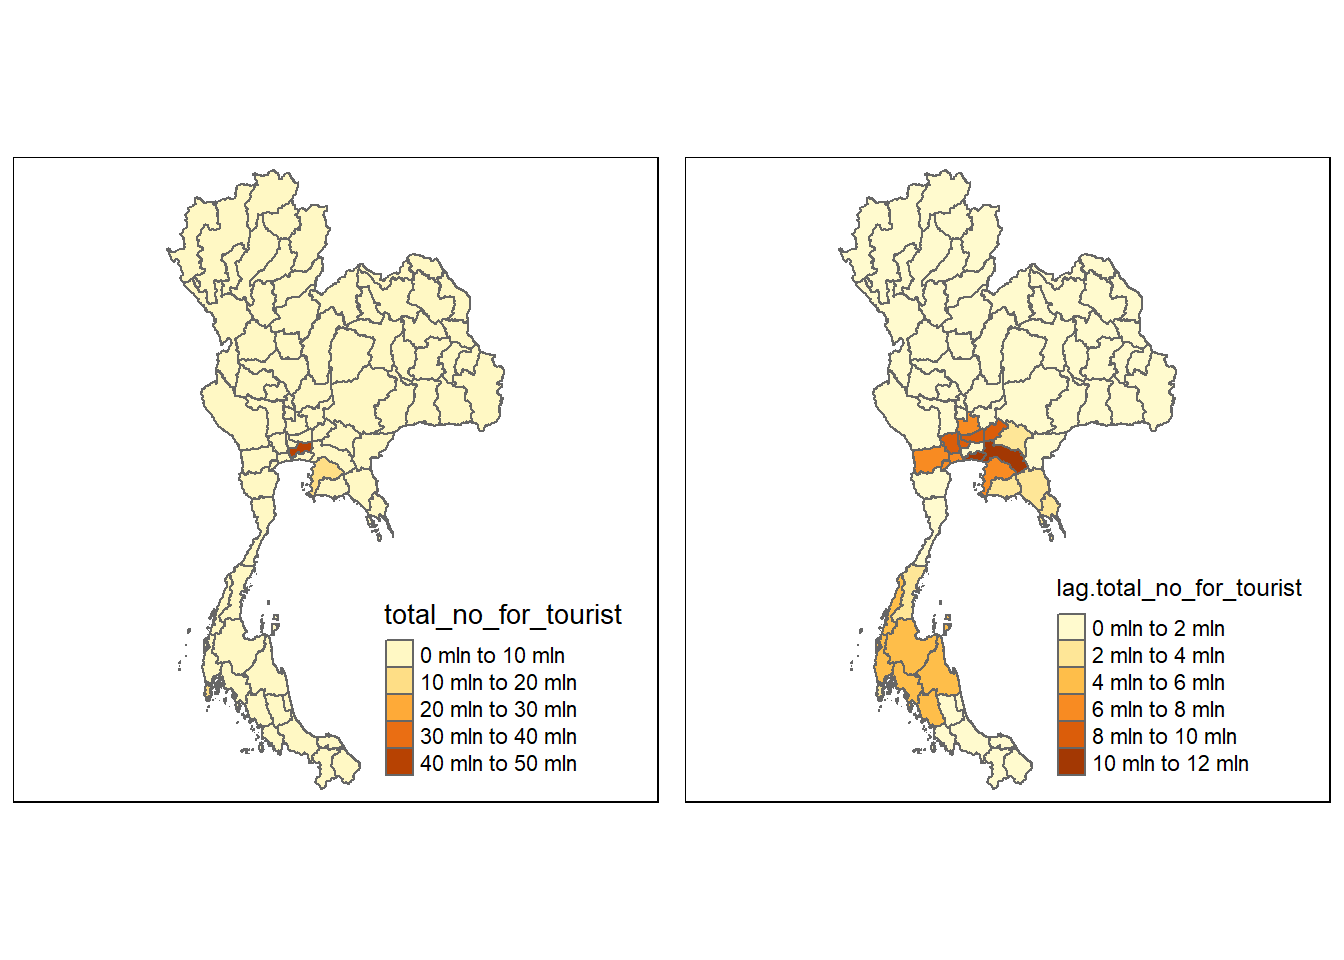 total_no_for_tourist
0 mln to 10 mln
10 mln to 20 mln
20 mln to 30 mln
30 mln to 40 mln
40 mln to 50 mln
lag.total_no_for_tourist
0 mln to 2 mln
2 mln to 4 mln
4 mln to 6 mln
6 mln to 8 mln
8 mln to 10 mln
10 mln to 12 mln